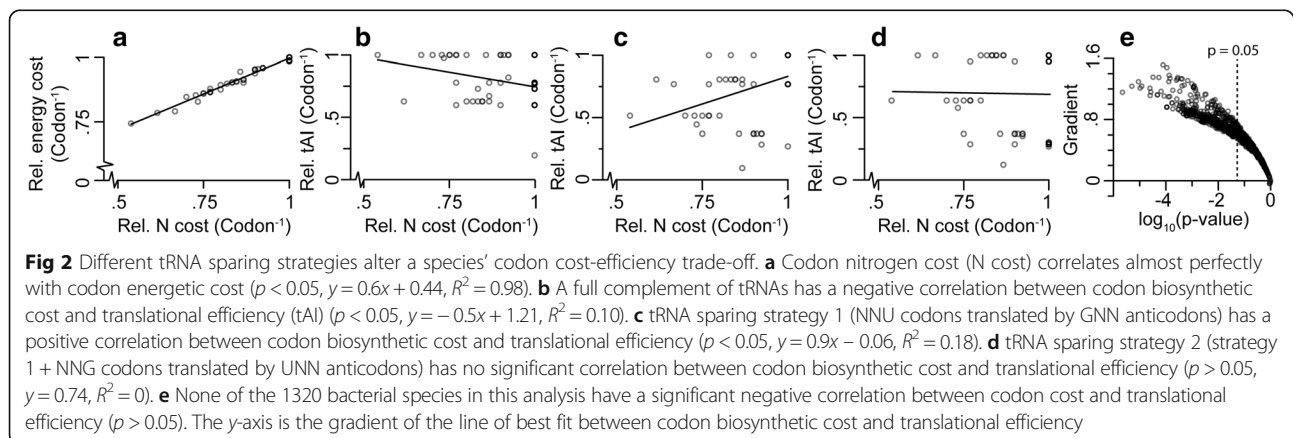 a
b
c
d
e
Rel. energy cost
(Codon⁻¹)
1
.75
0
.5
.75
1
Rel. N cost (Codon⁻¹)
Rel. tAI (Codon⁻¹)
1
0.5
0
.5
.75
1
Rel. N cost (Codon⁻¹)
Rel. tAI (Codon⁻¹)
1
0.5
0
.5
.75
1
Rel. N cost (Codon⁻¹)
Rel. tAI (Codon⁻¹)
1
0.5
0
.5
.75
1
Rel. N cost (Codon⁻¹)
p = 0.05
Gradient
1.6
.8
0
-4
-2
0
log₁₀(p-value)
Fig 2 Different tRNA sparing strategies alter a species' codon cost-efficiency trade-off. a Codon nitrogen cost (N cost) correlates almost perfectly
with codon energetic cost (p < 0.05, y = 0.6x + 0.44, R² = 0.98). b A full complement of tRNAs has a negative correlation between codon biosynthetic
cost and translational efficiency (tAI) (p < 0.05, y = − 0.5x + 1.21, R² = 0.10). c tRNA sparing strategy 1 (NNU codons translated by GNN anticodons) has a
positive correlation between codon biosynthetic cost and translational efficiency (p < 0.05, y = 0.9x – 0.06, R² = 0.18). d tRNA sparing strategy 2 (strategy
1 + NNG codons translated by UNN anticodons) has no significant correlation between codon biosynthetic cost and translational efficiency (p > 0.05,
y = 0.74, R² = 0). e None of the 1320 bacterial species in this analysis have a significant negative correlation between codon cost and translational
efficiency (p > 0.05). The y-axis is the gradient of the line of best fit between codon biosynthetic cost and translational efficiency